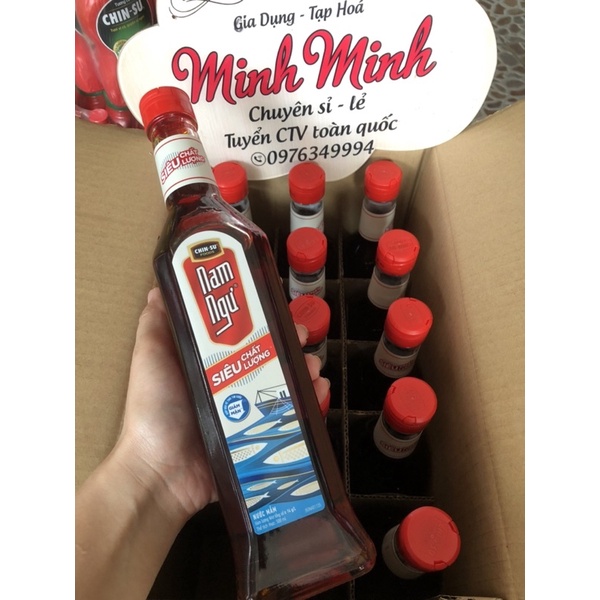 CHIN-SU
Gia Dụng - Tạp Hoá
Minh Minh
Chuyên sỉ - lẻ
Tuyển CTV toàn quốc
0976349994
SIÊU CHẤT LƯỢNG
CHIN-SU
Nam
Ngư
SIÊU CHẤT LƯỢNG
NƯỚC MẮM